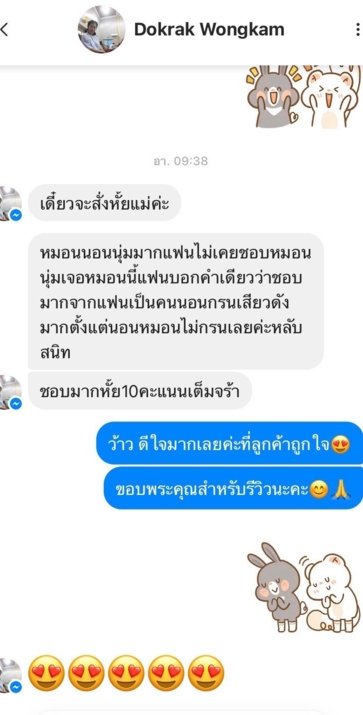 Dokrak Wongkam
อา. 09:38
เดี๋ยวจะสั่งหั้ยแม่ค่ะ
หมอนนอนนุ่มมากแฟนไม่เคยชอบหมอน
นุ่มเจอหมอนนี้แฟนบอกคำเดียวว่าชอบ
มากจากแฟนเป็นคนนอนกรนเสียวดัง
มากตั้งแต่นอนหมอนไม่กรนเลยค่ะหลับ
สนิท
ชอบมากหั้ย10คะแนนเต็มจร้า
ว้าว ดีใจมากเลยค่ะที่ลูกค้าถูกใจ😍
ขอบพระคุณสำหรับรีวิวนะคะ😊🙏
😍😍😍😍😍